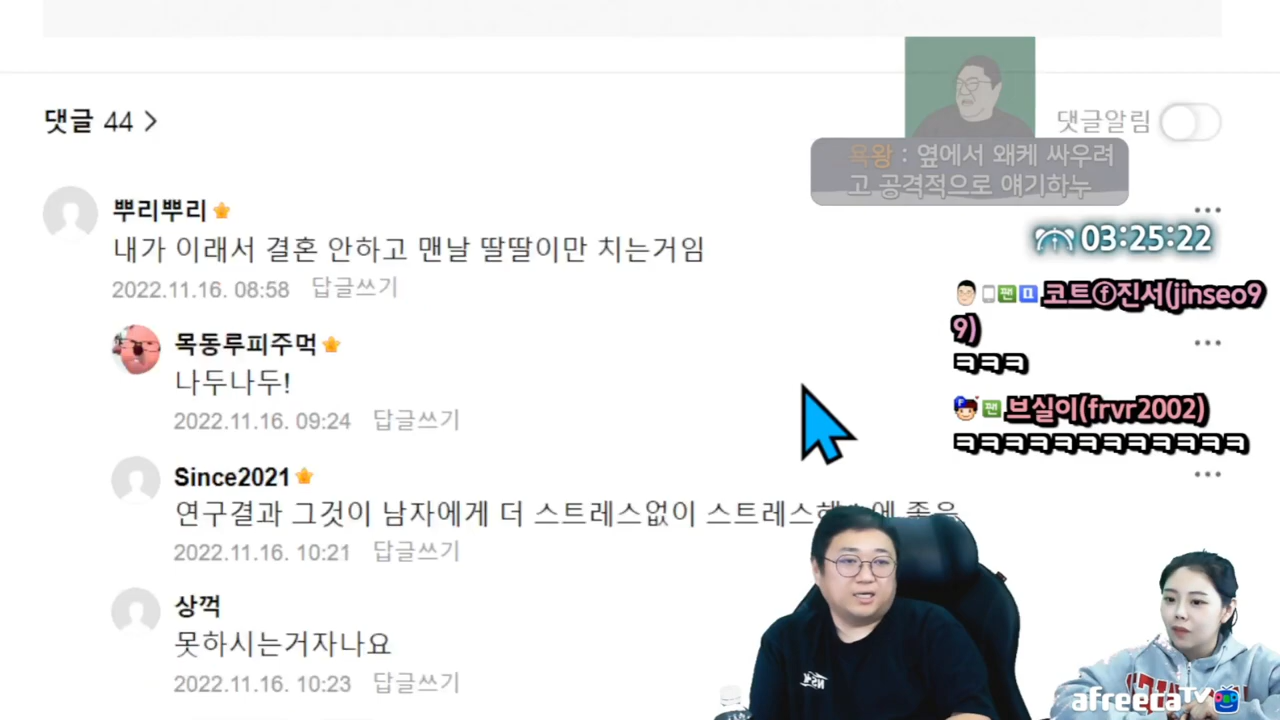 댓글 44 >
댓글알림
욕왕 : 옆에서 왜케 싸우려
고 공격적으로 얘기하누
뿌리뿌리
내가 이래서 결혼 안하고 맨날 딸딸이만 치는거임
2022.11.16. 08:58 답글쓰기
03:25:22
팬 코트ⓕ진서(jinseo9
9)
ㅋㅋㅋ
목동루피주먹
나두나두!
2022.11.16. 09:24 답글쓰기
팬 브실이(frvr2002)
ㅋㅋㅋㅋㅋㅋㅋㅋㅋㅋㅋㅋ
Since2021
연구결과 그것이 남자에게 더 스트레스없이
2022.11.16. 10:21 답글쓰기
상꺽
못하시는거자나요
2022.11.16. 10:23 답글쓰기
afreecaTV